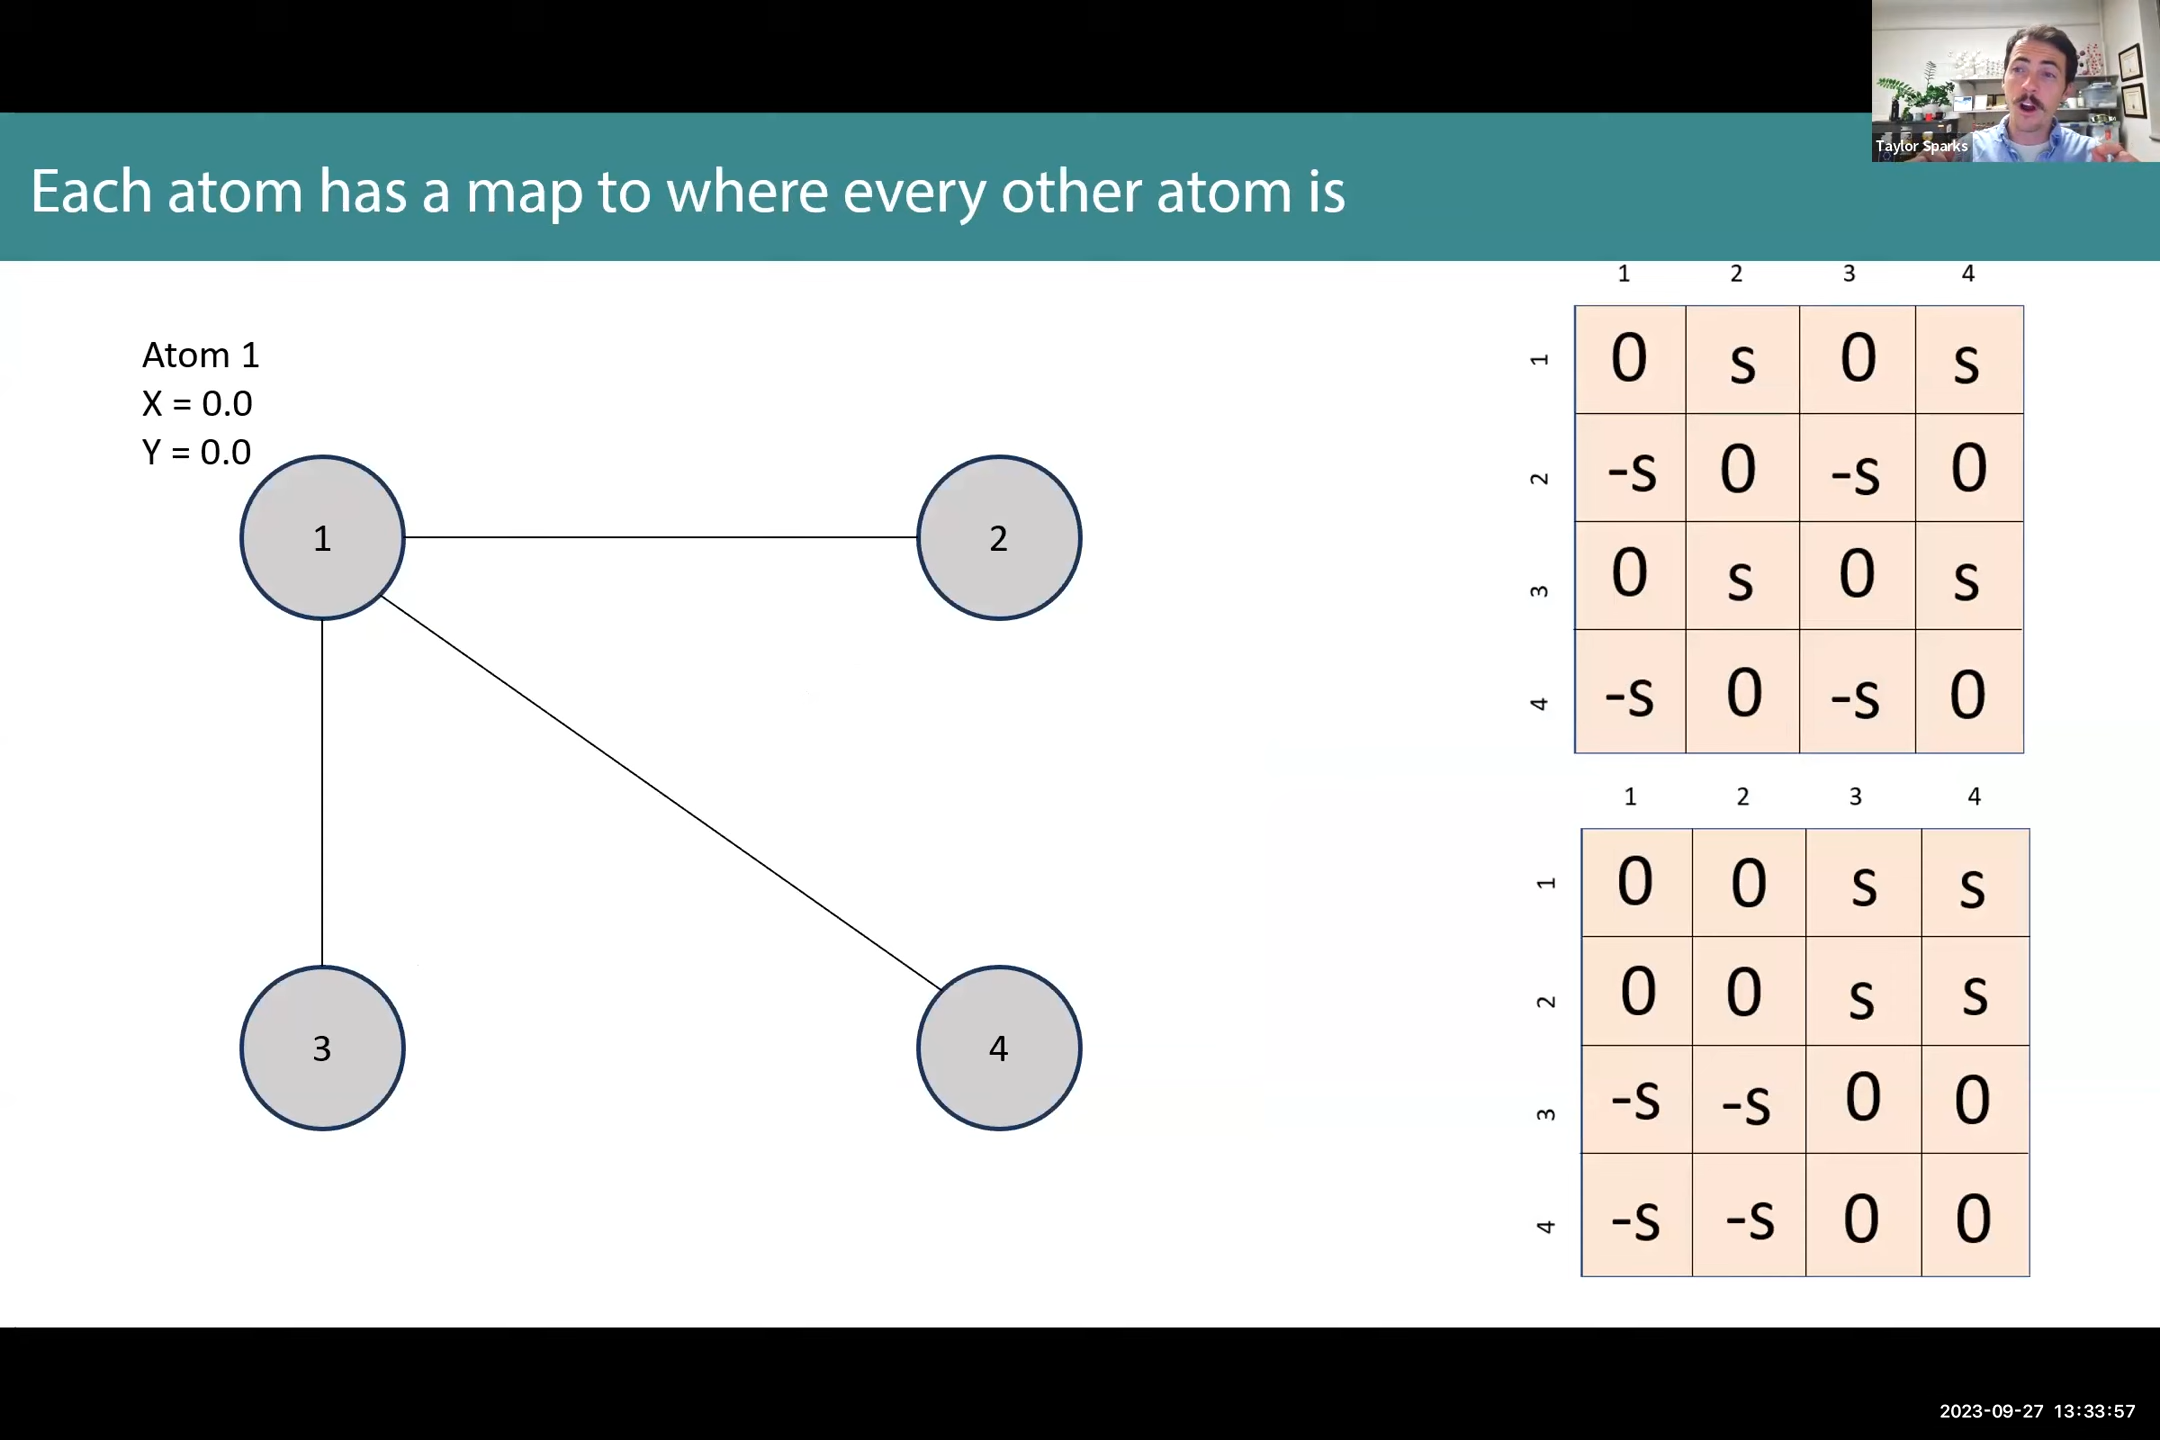 Taylor Sparks
Each atom has a map to where every other atom is
Atom 1
X = 0.0
Y = 0.0
1
2
3
4
1 2 3 4
1 0 s 0 s
2 -s 0 -s 0
3 0 s 0 s
4 -s 0 -s 0
1 2 3 4
1 0 0 s s
2 0 0 s s
3 -s -s 0 0
4 -s -s 0 0
2023-09-27 13:33:57